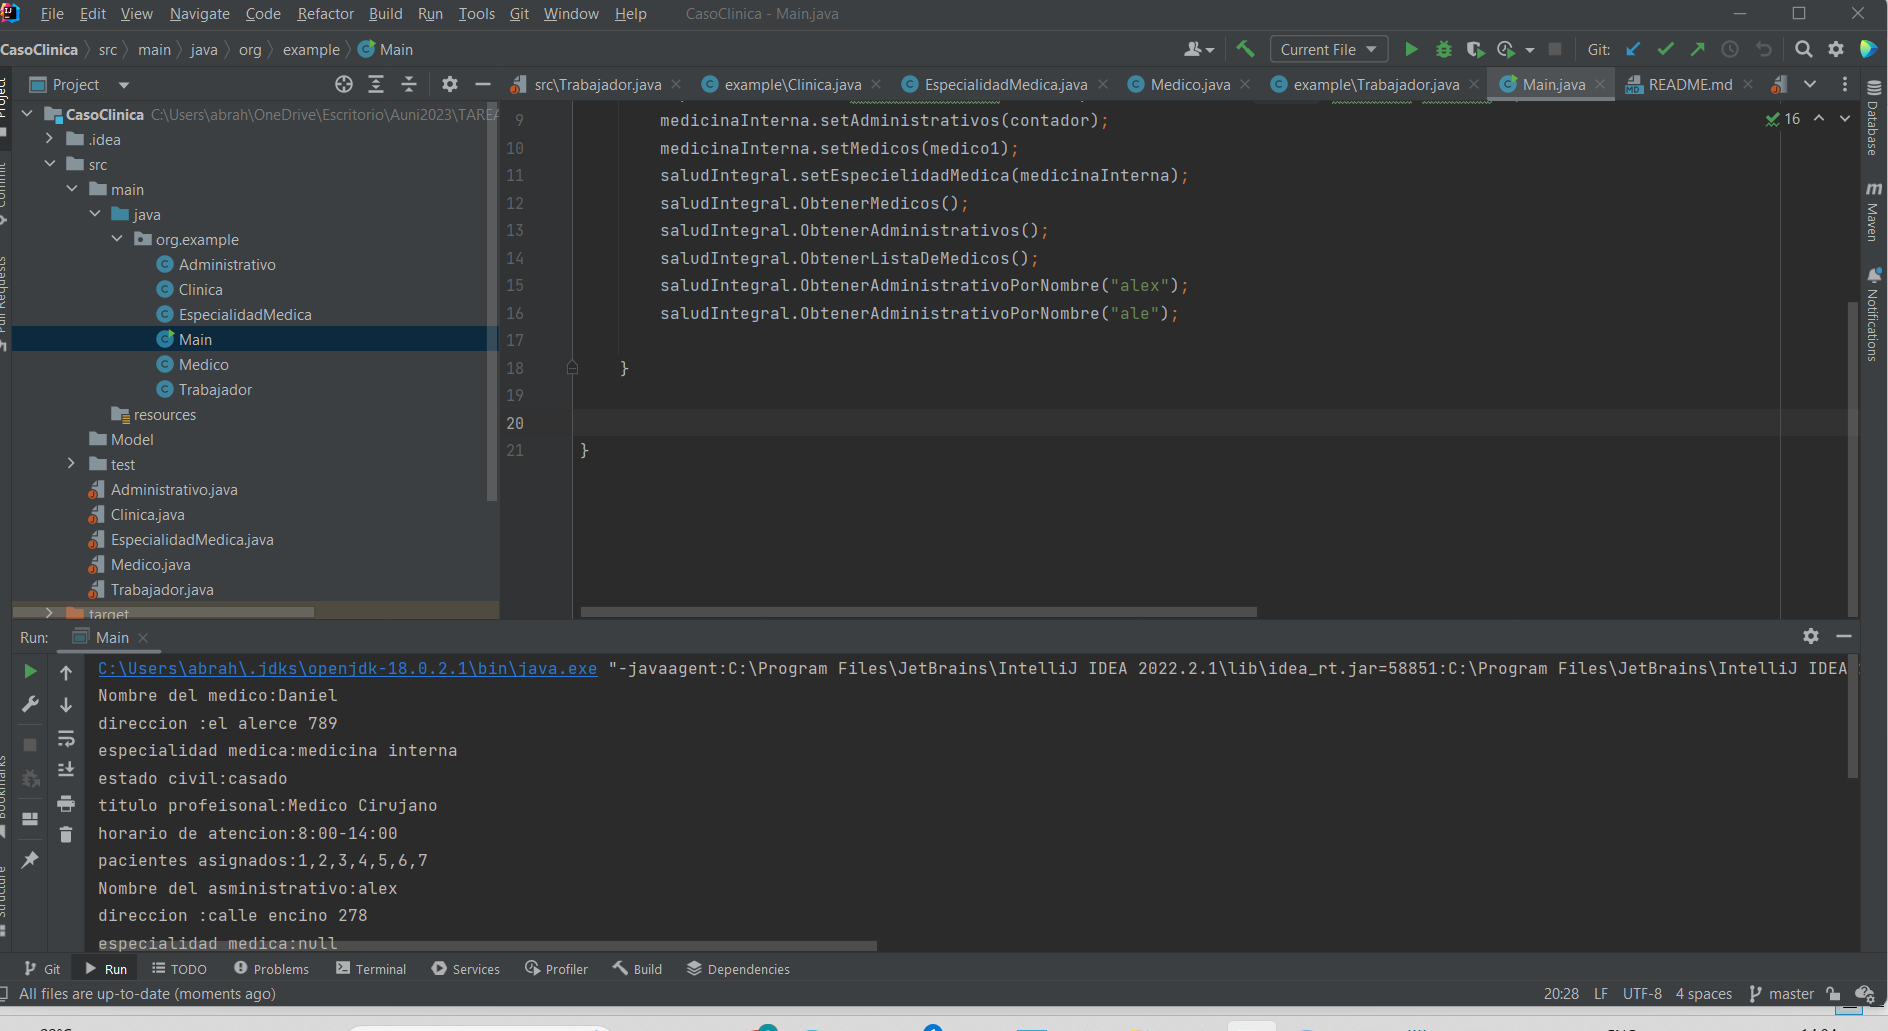 File Edit View Navigate Code Refactor Build Run Tools Git Window Help CasoClinica - Main.java
CasoClinica src main java org example Main Current File Git:
Project src\Trabajador.java example\Clinica.java EspecialidadMedica.java Medico.java example\Trabajador.java Main.java README.md
CasoClinica C:\Users\abrah\OneDrive\Escritorio\Auni2023\TAREA
.idea
src
main
java
org.example
Administrativo
Clinica
EspecialidadMedica
Main
Medico
Trabajador
resources
Model
test
Administrativo.java
Clinica.java
EspecialidadMedica.java
Medico.java
Trabajador.java
target
9 medicinaInterna.setAdministrativos(contador);
10 medicinaInterna.setMedicos(medico1);
11 saludIntegral.setEspecielidadMedica(medicinaInterna);
12 saludIntegral.ObtenerMedicos();
13 saludIntegral.ObtenerAdministrativos();
14 saludIntegral.ObtenerListaDeMedicos();
15 saludIntegral.ObtenerAdministrativoPorNombre("alex");
16 saludIntegral.ObtenerAdministrativoPorNombre("ale");
17
18 }
19
20
21 }
16
Database
Maven
Notifications
Project
Commit
Pull Requests
Bookmarks
Structure
Run: Main
C:\Users\abrah\.jdks\openjdk-18.0.2.1\bin\java.exe "-javaagent:C:\Program Files\JetBrains\IntelliJ IDEA 2022.2.1\lib\idea_rt.jar=58851:C:\Program Files\JetBrains\IntelliJ IDEA
Nombre del medico:Daniel
direccion :el alerce 789
especialidad medica:medicina interna
estado civil:casado
titulo profeisonal:Medico Cirujano
horario de atencion:8:00-14:00
pacientes asignados:1,2,3,4,5,6,7
Nombre del asministrativo:alex
direccion :calle encino 278
especialidad medica:null
Git Run TODO Problems Terminal Services Profiler Build Dependencies
All files are up-to-date (moments ago) 20:28 LF UTF-8 4 spaces master